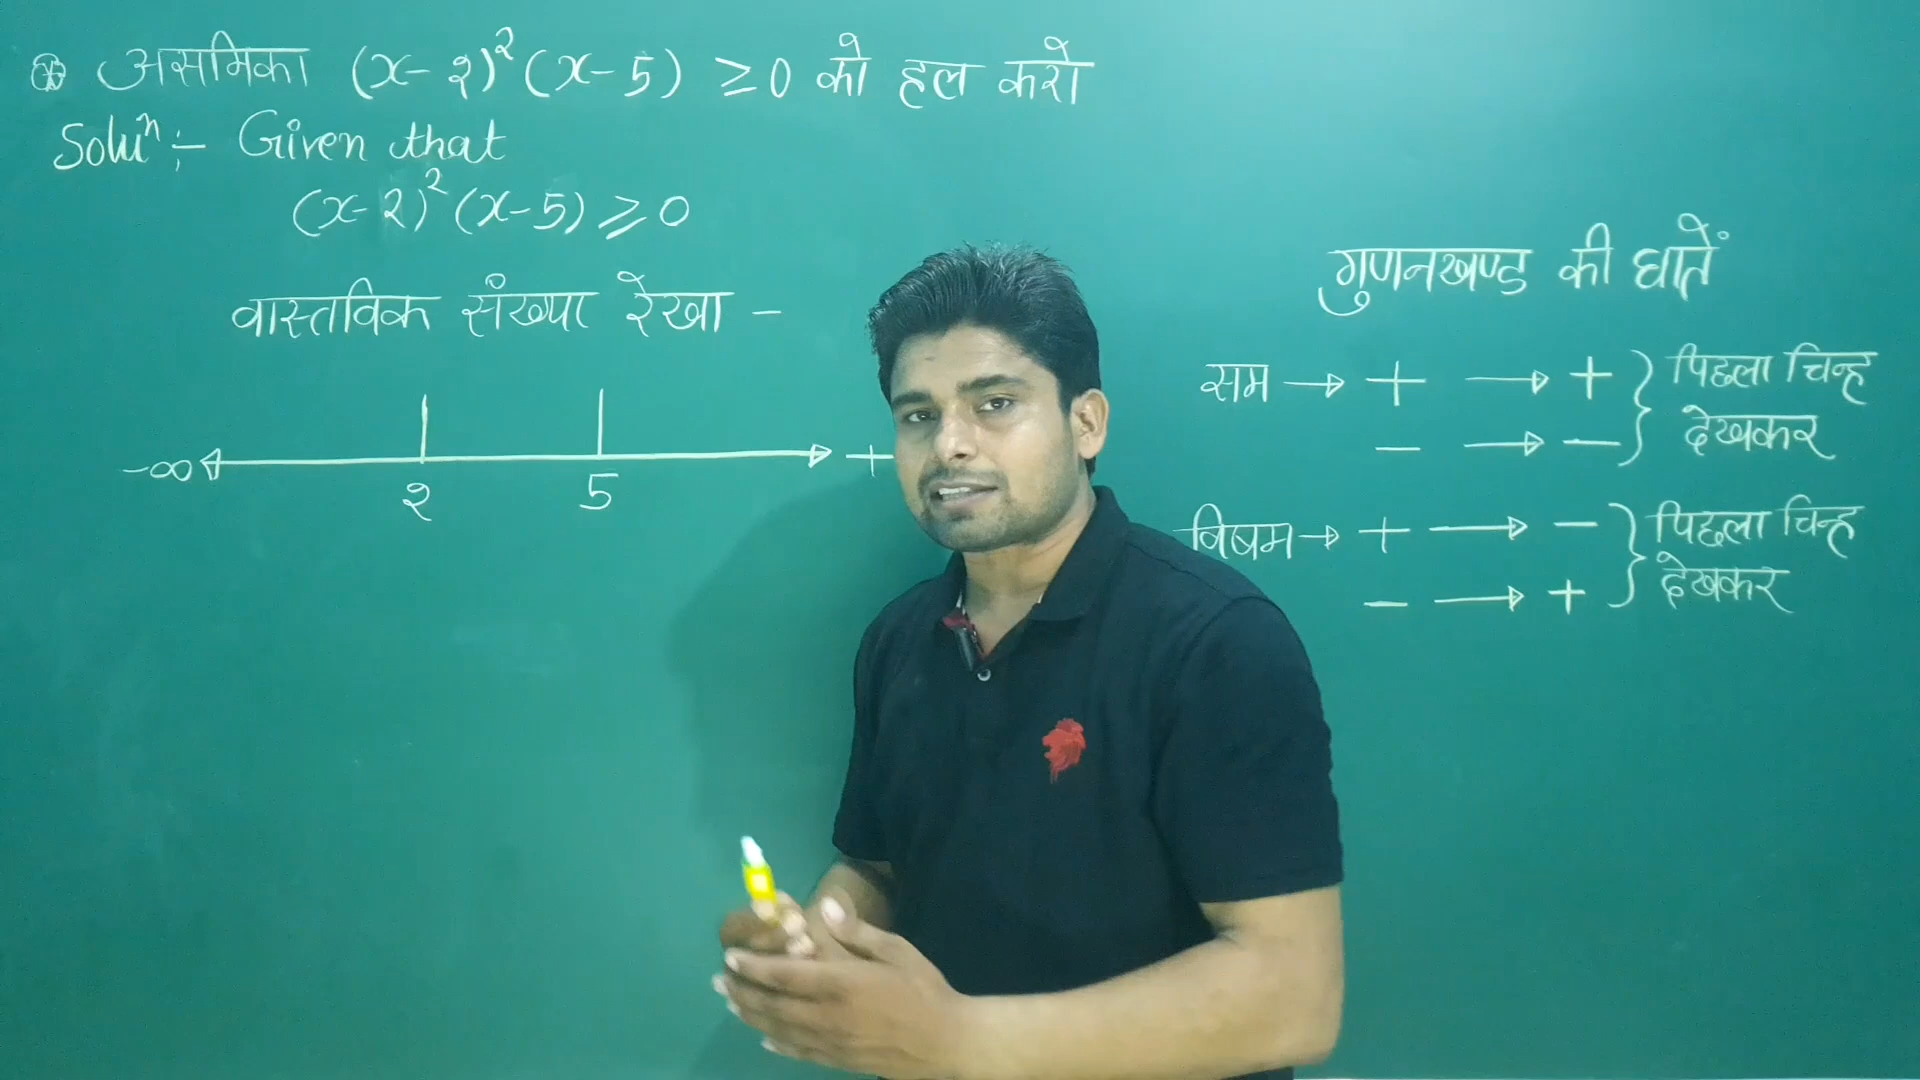 असमिका (x-2)² (x-5) ≥0 को हल करो
Soluⁿ:- Given that
(x-2)² (x-5) ≥ 0
वास्तविक संख्या रेखा -
-∞ +
2 5
गुणनखण्ड की घातें
सम → + → + } पिछला चिन्ह
- → - देखकर
विषम → + → - } पिछला चिन्ह
- → + देखकर